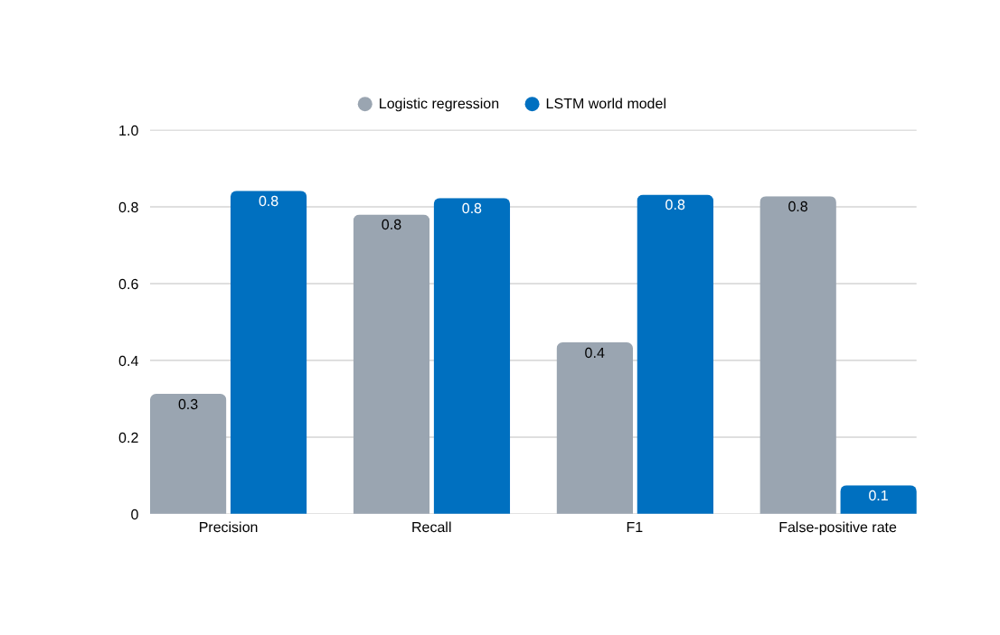 Logistic regression LSTM world model
1.0
0.8
0.6
0.4
0.2
0
0.3 0.8 0.8 0.8 0.4 0.8 0.8 0.1
Precision Recall F1 False-positive rate